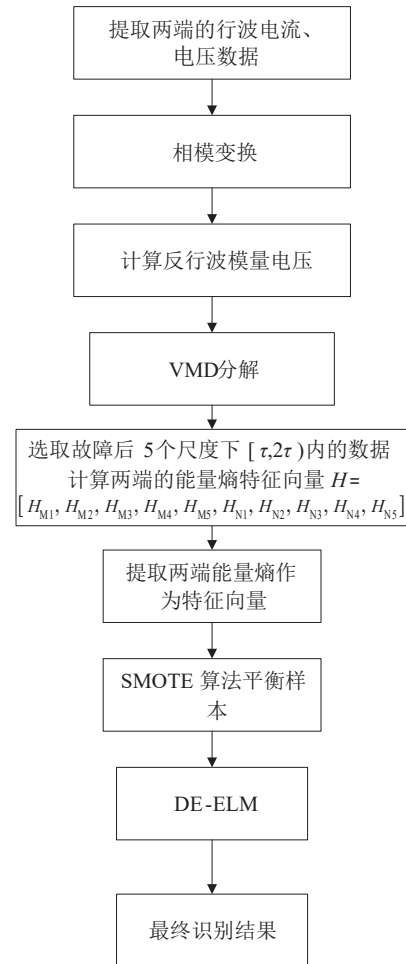 提取两端的行波电流、
电压数据
相模变换
计算反行波模量电压
VMD分解
选取故障后 5个尺度下 [ τ,2τ ) 内的数据
计算两端的能量熵特征向量 H=
[ H_M1, H_M2, H_M3, H_M4, H_M5, H_N1, H_N2, H_N3, H_N4, H_N5]
提取两端能量熵作
为特征向量
SMOTE 算法平衡样
本
DE-ELM
最终识别结果